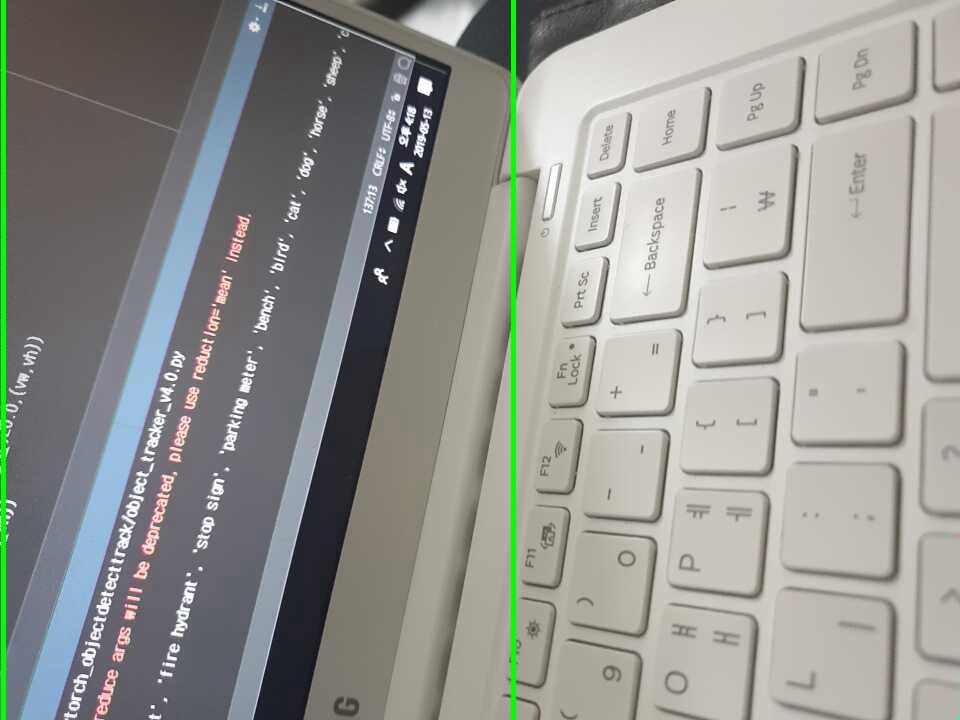 ,(vw,vh))
torch_objectdetecttrack/object_tracker_v4.0.py
reduce args will be deprecated, please use reduction='mean' instead.
t', 'fire hydrant', 'stop sign', 'parking meter', 'bench', 'bird', 'cat', 'dog', 'horse', 'sheep', 'c
137:13 CRLF÷ UTF-8÷
A 오후 4:18
2019-05-13
G
Delete
Insert
Prt Sc
Fn Lock
F12
F11
Home
← Backspace
+ =
_ -
) 0
( 9
Pg Up
| ₩
} ]
{ [
P ㅖ ㅔ
O ㅒ ㅐ
Pg Dn
← Enter
" '
: ;
L ㅣ
?
>